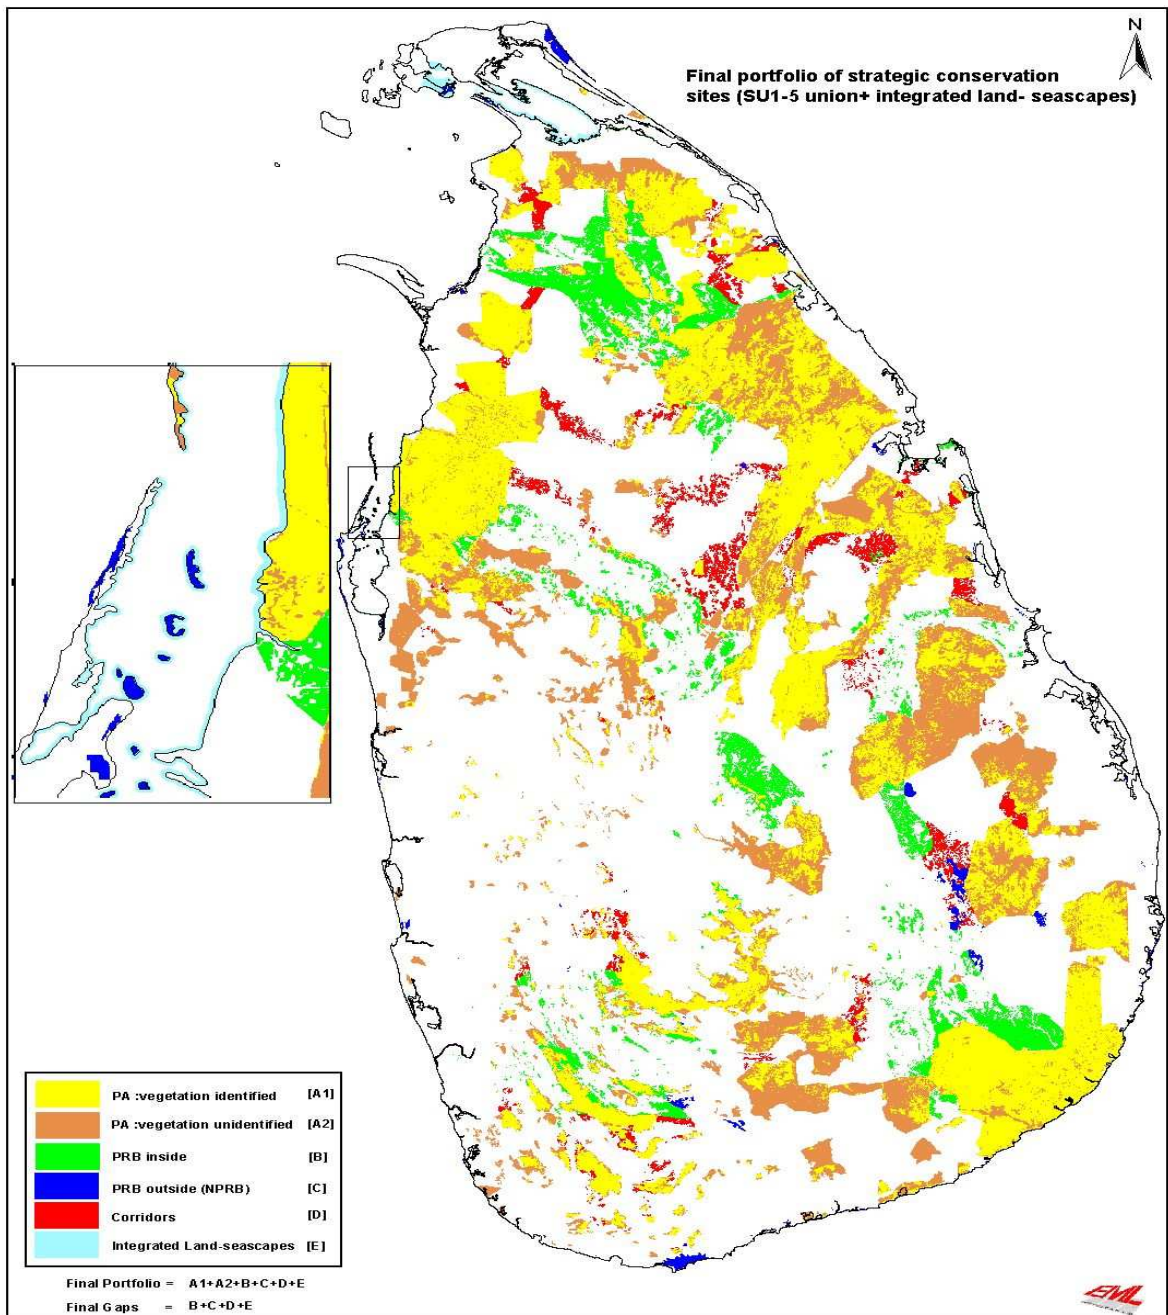 N
Final portfolio of strategic conservation
sites (SU1-5 union+ integrated land- seascapes)
PA :vegetation identified [A1]
PA :vegetation unidentified [A2]
PRB inside [B]
PRB outside (NPRB) [C]
Corridors [D]
Integrated Land-seascapes [E]
Final Portfolio = A1+A2+B+C+D+E
Final Gaps = B+C+D+E
EML